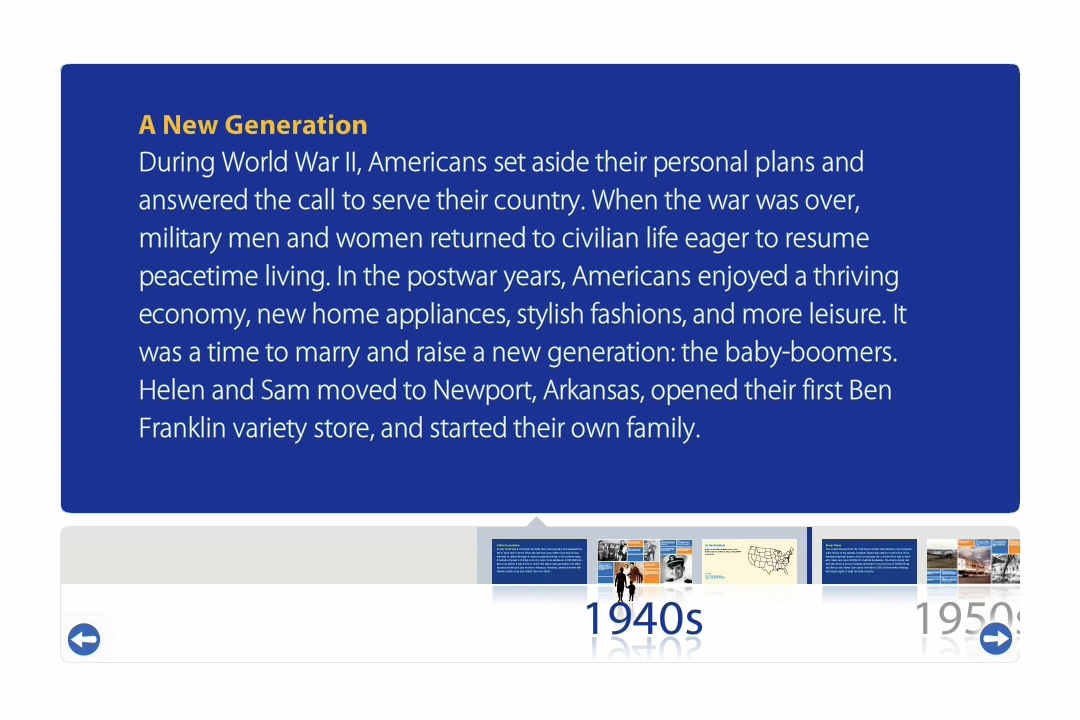 A New Generation
During World War II, Americans set aside their personal plans and
answered the call to serve their country. When the war was over,
military men and women returned to civilian life eager to resume
peacetime living. In the postwar years, Americans enjoyed a thriving
economy, new home appliances, stylish fashions, and more leisure. It
was a time to marry and raise a new generation: the baby-boomers.
Helen and Sam moved to Newport, Arkansas, opened their first Ben
Franklin variety store, and started their own family.
1940s
1950s